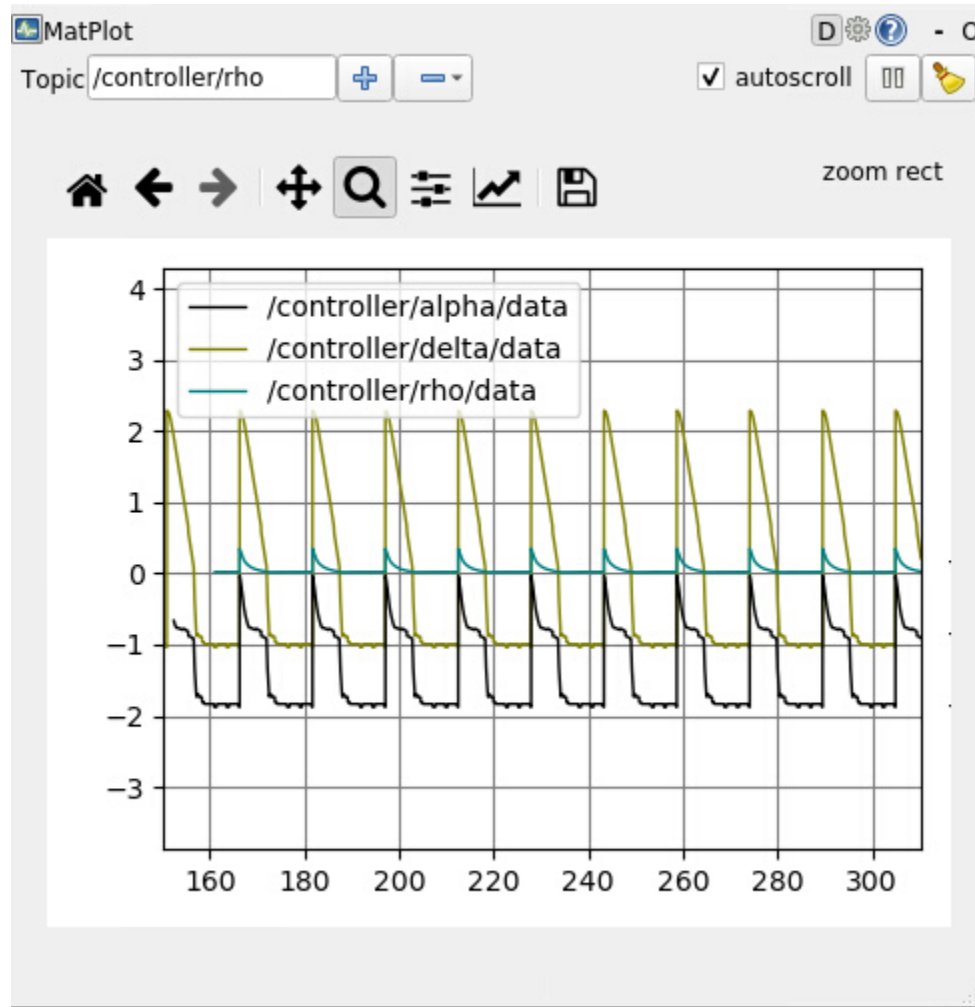 MatPlot
D
- O
Topic /controller/rho
autoscroll
zoom rect
/controller/alpha/data
/controller/delta/data
/controller/rho/data
4
3
2
1
0
−1
−2
−3
160 180 200 220 240 260 280 300